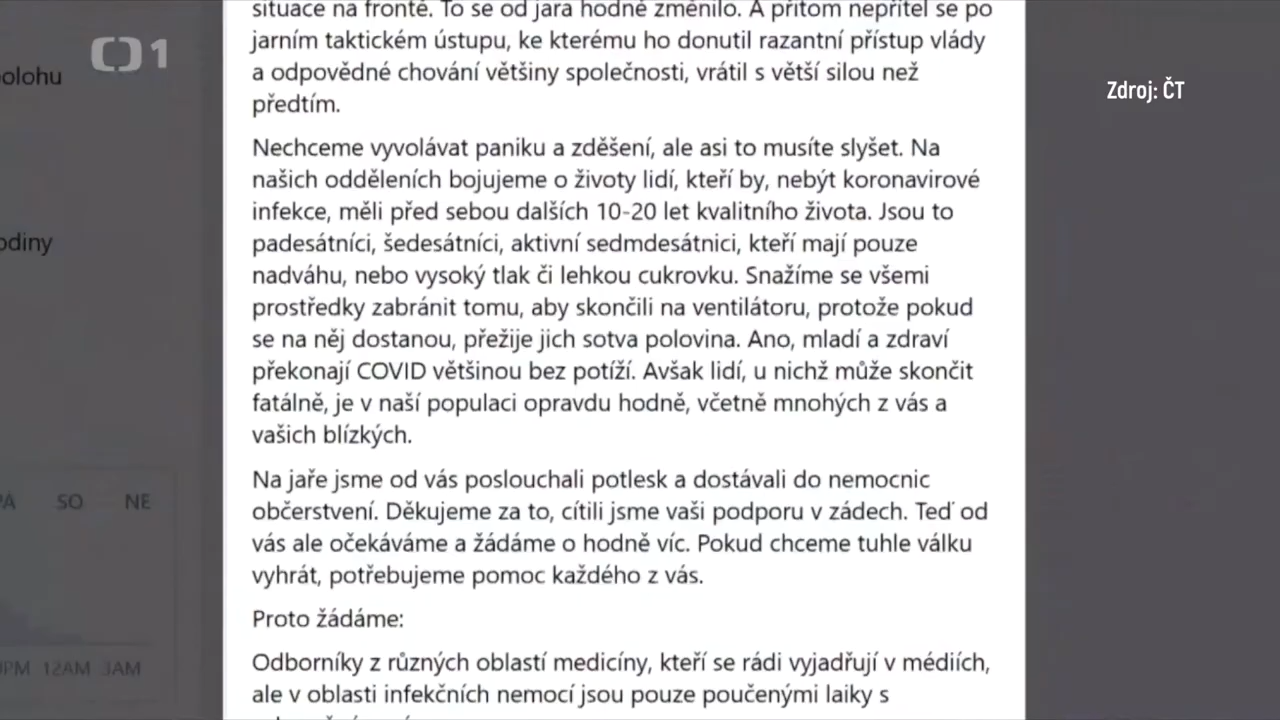 situace na frontě. To se od jara hodně změnilo. A přitom nepřítel se po
jarním taktickém ústupu, ke kterému ho donutil razantní přístup vlády
a odpovědné chování většiny společnosti, vrátil s větší silou než
předtím.
Nechceme vyvolávat paniku a zděšení, ale asi to musíte slyšet. Na
našich odděleních bojujeme o životy lidí, kteří by, nebýt koronavirové
infekce, měli před sebou dalších 10-20 let kvalitního života. Jsou to
padesátníci, šedesátníci, aktivní sedmdesátnici, kteří mají pouze
nadváhu, nebo vysoký tlak či lehkou cukrovku. Snažíme se všemi
prostředky zabránit tomu, aby skončili na ventilátoru, protože pokud
se na něj dostanou, přežije jich sotva polovina. Ano, mladí a zdraví
překonají COVID většinou bez potíží. Avšak lidí, u nichž může skončit
fatálně, je v naší populaci opravdu hodně, včetně mnohých z vás a
vašich blízkých.
Na jaře jsme od vás poslouchali potlesk a dostávali do nemocnic
občerstvení. Děkujeme za to, cítili jsme vaši podporu v zádech. Teď od
vás ale očekáváme a žádáme o hodně víc. Pokud chceme tuhle válku
vyhrát, potřebujeme pomoc každého z vás.
Proto žádáme:
Odborníky z různých oblastí medicíny, kteří se rádi vyjadřují v médiích,
ale v oblasti infekčních nemocí jsou pouze poučenými laiky s
1
Zdroj: ČT
olohu
odiny
PÁ SO NE
PM 12AM 3AM